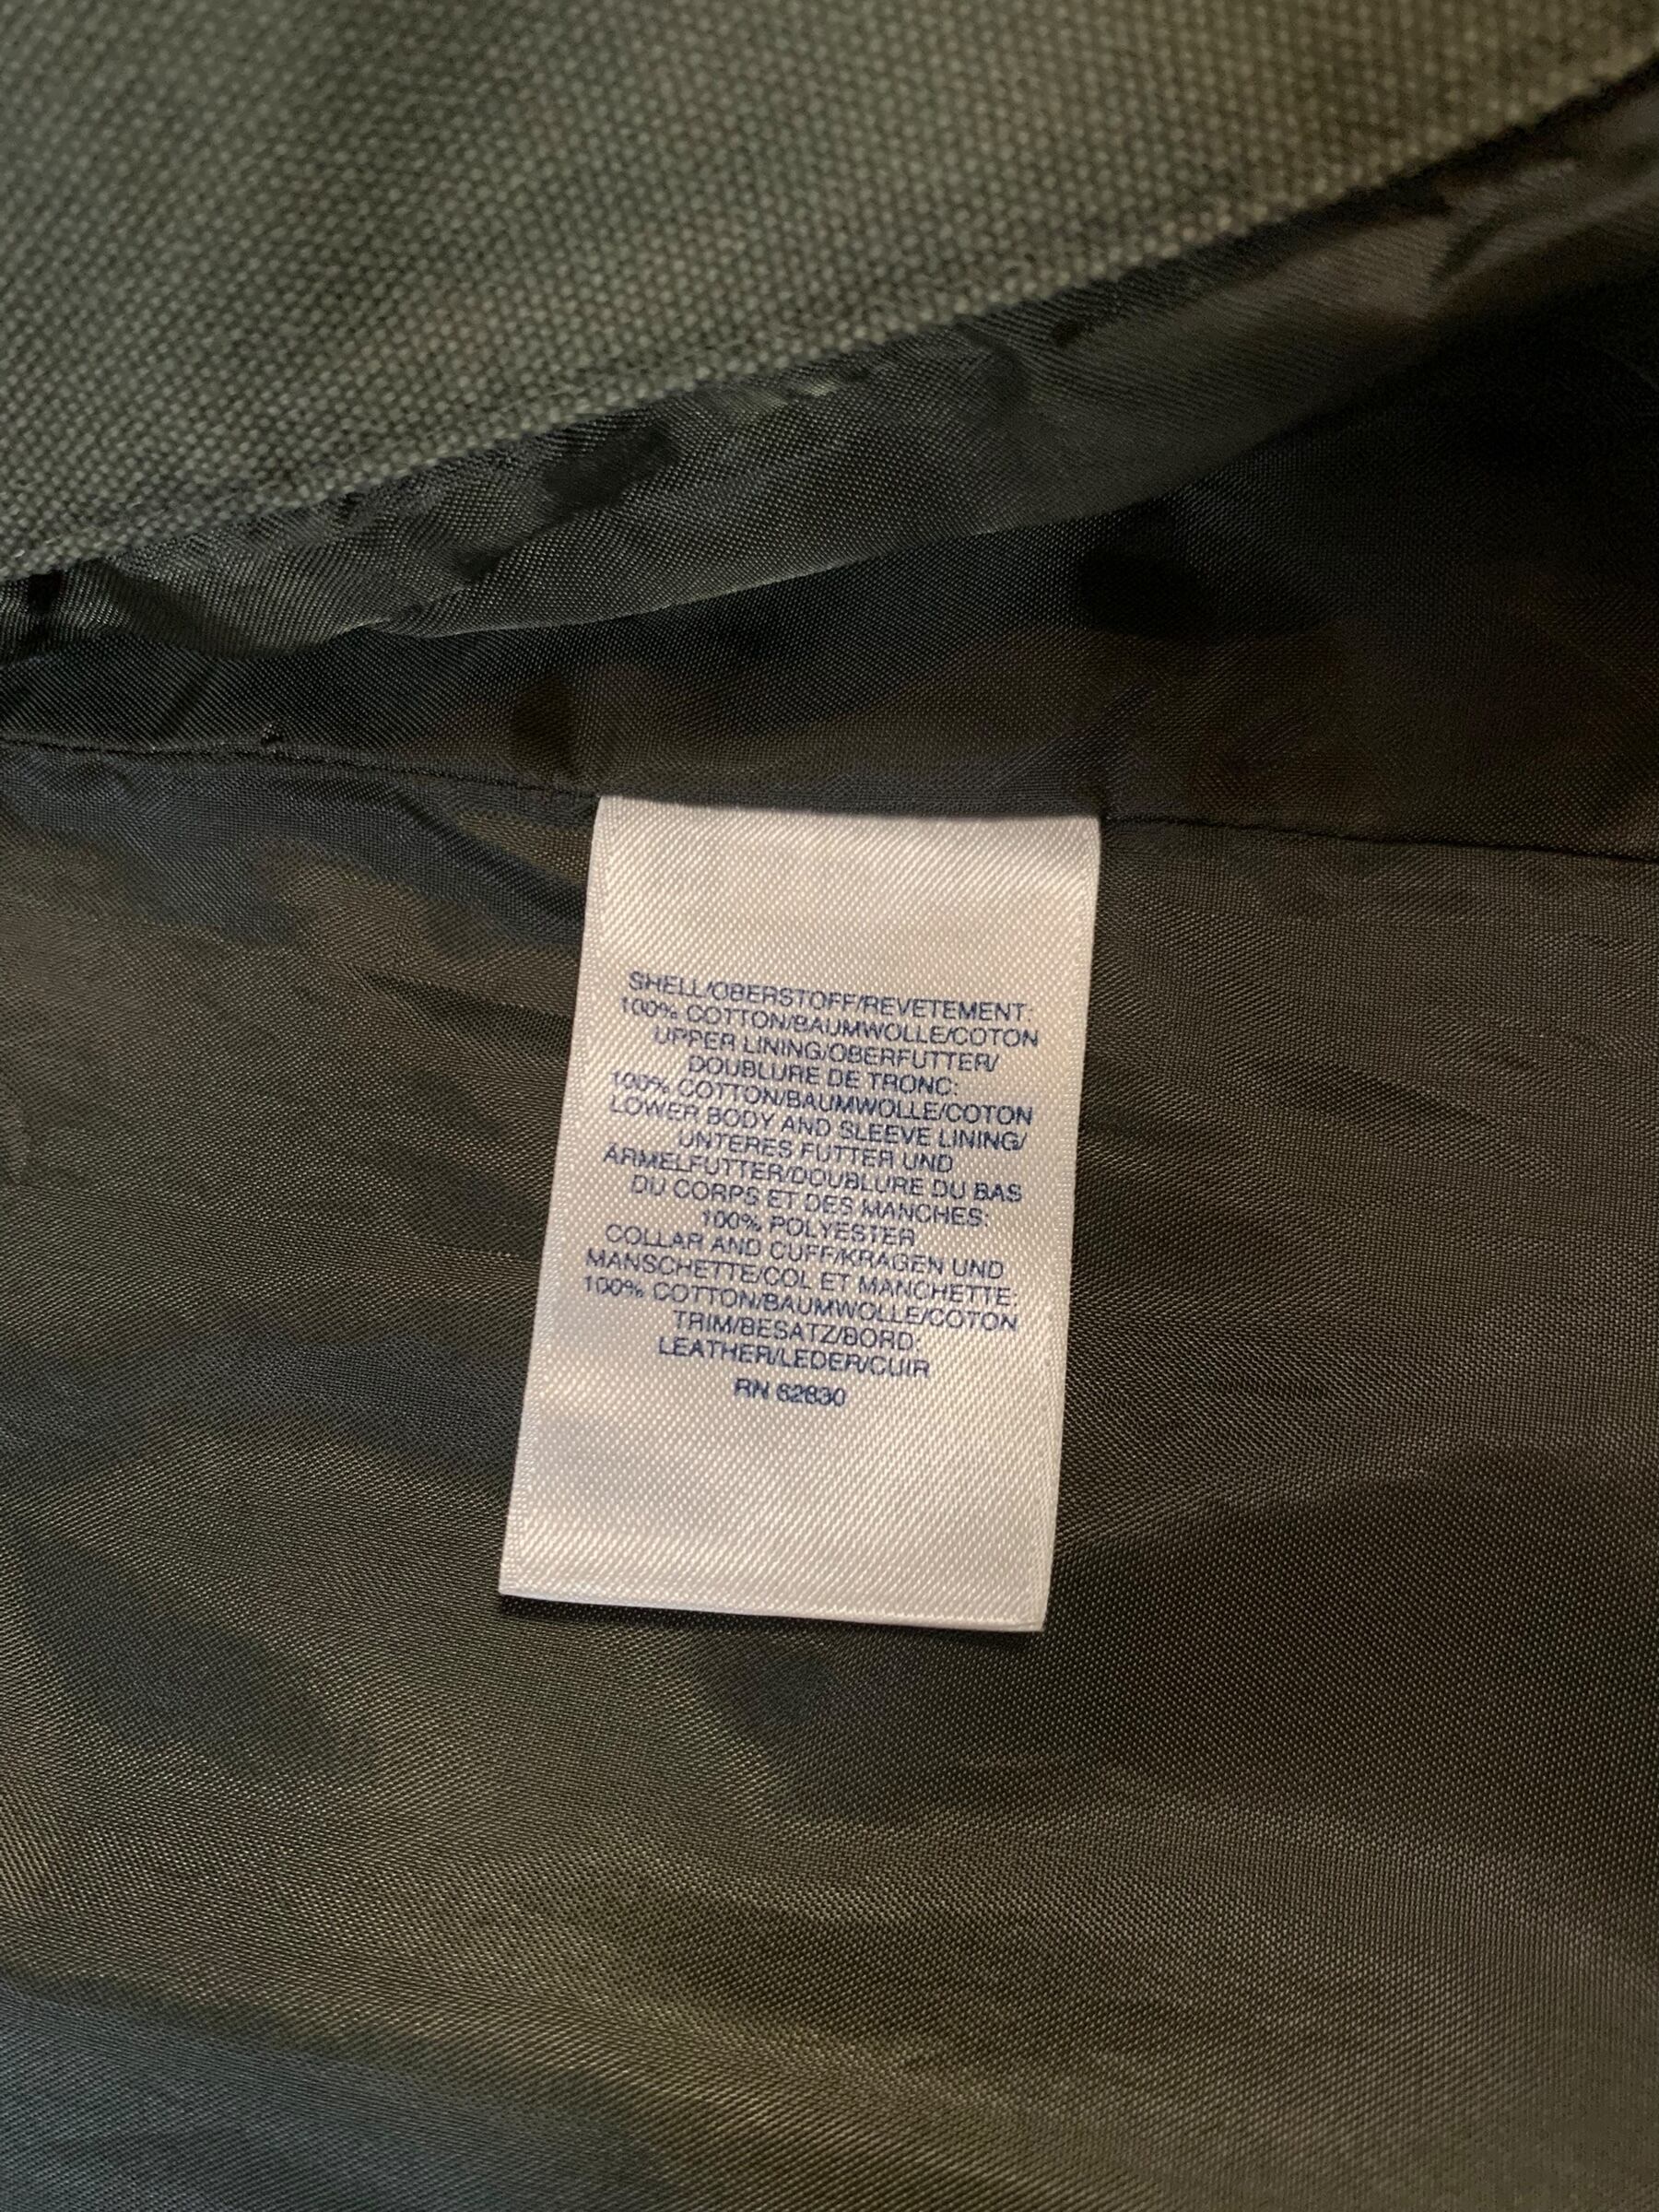 SHELL/OBERSTOFF/REVETEMENT:
100% COTTON/BAUMWOLLE/COTON
UPPER LINING/OBERFUTTER/
DOUBLURE DE TRONC:
100% COTTON/BAUMWOLLE/COTON
LOWER BODY AND SLEEVE LINING/
UNTERES FUTTER UND
ÄRMELFUTTER/DOUBLURE DU BAS
DU CORPS ET DES MANCHES:
100% POLYESTER
COLLAR AND CUFF/KRAGEN UND
MANSCHETTE/COL ET MANCHETTE:
100% COTTON/BAUMWOLLE/COTON
TRIM/BESATZ/BORD:
LEATHER/LEDER/CUIR
RN 62830